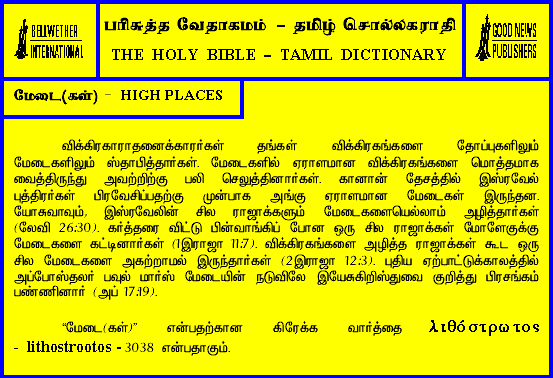 BELLWETHER
INTERNATIONAL
பரிசுத்த வேதாகமம் – தமிழ் சொல்லகராதி
THE HOLY BIBLE – TAMIL DICTIONARY
GOOD NEWS
PUBLISHERS
மேடை(கள்) – HIGH PLACES
விக்கிரகாராதனைக்காரர்கள் தங்கள் விக்கிரகங்களை தோப்புகளிலும்
மேடைகளிலும் ஸ்தாபித்தார்கள். மேடைகளில் ஏராளமான விக்கிரகங்களை மொத்தமாக
வைத்திருந்து அவற்றிற்கு பலி செலுத்தினார்கள். கானான் தேசத்தில் இஸ்ரவேல்
புத்திரர்கள் பிரவேசிப்பதற்கு முன்பாக அங்கு ஏராளமான மேடைகள் இருந்தன.
யோசுவாவும், இஸ்ரவேலின் சில ராஜாக்களும் மேடைகளையெல்லாம் அழித்தார்கள்
(லேவி 26:30). கர்த்தரை விட்டு பின்வாங்கிப் போன ஒரு சில ராஜாக்கள் மோளேகுக்கு
மேடைகளை கட்டினார்கள் (1இராஜா 11:7). விக்கிரகங்களை அழித்த ராஜாக்கள் கூட ஒரு
சில மேடைகளை அகற்றாமல் இருந்தார்கள் (2இராஜா 12:3). புதிய ஏற்பாட்டுக்காலத்தில்
அப்போஸ்தலர் பவுல் மார்ஸ் மேடையின் நடுவிலே இயேசுகிறிஸ்துவை குறித்து பிரசங்கம்
பண்ணினார் (அப் 17:19).
“மேடை(கள்)” என்பதற்கான கிரேக்க வார்த்தை λιθόστρωτος
- lithostrootos - 3038 என்பதாகும்.